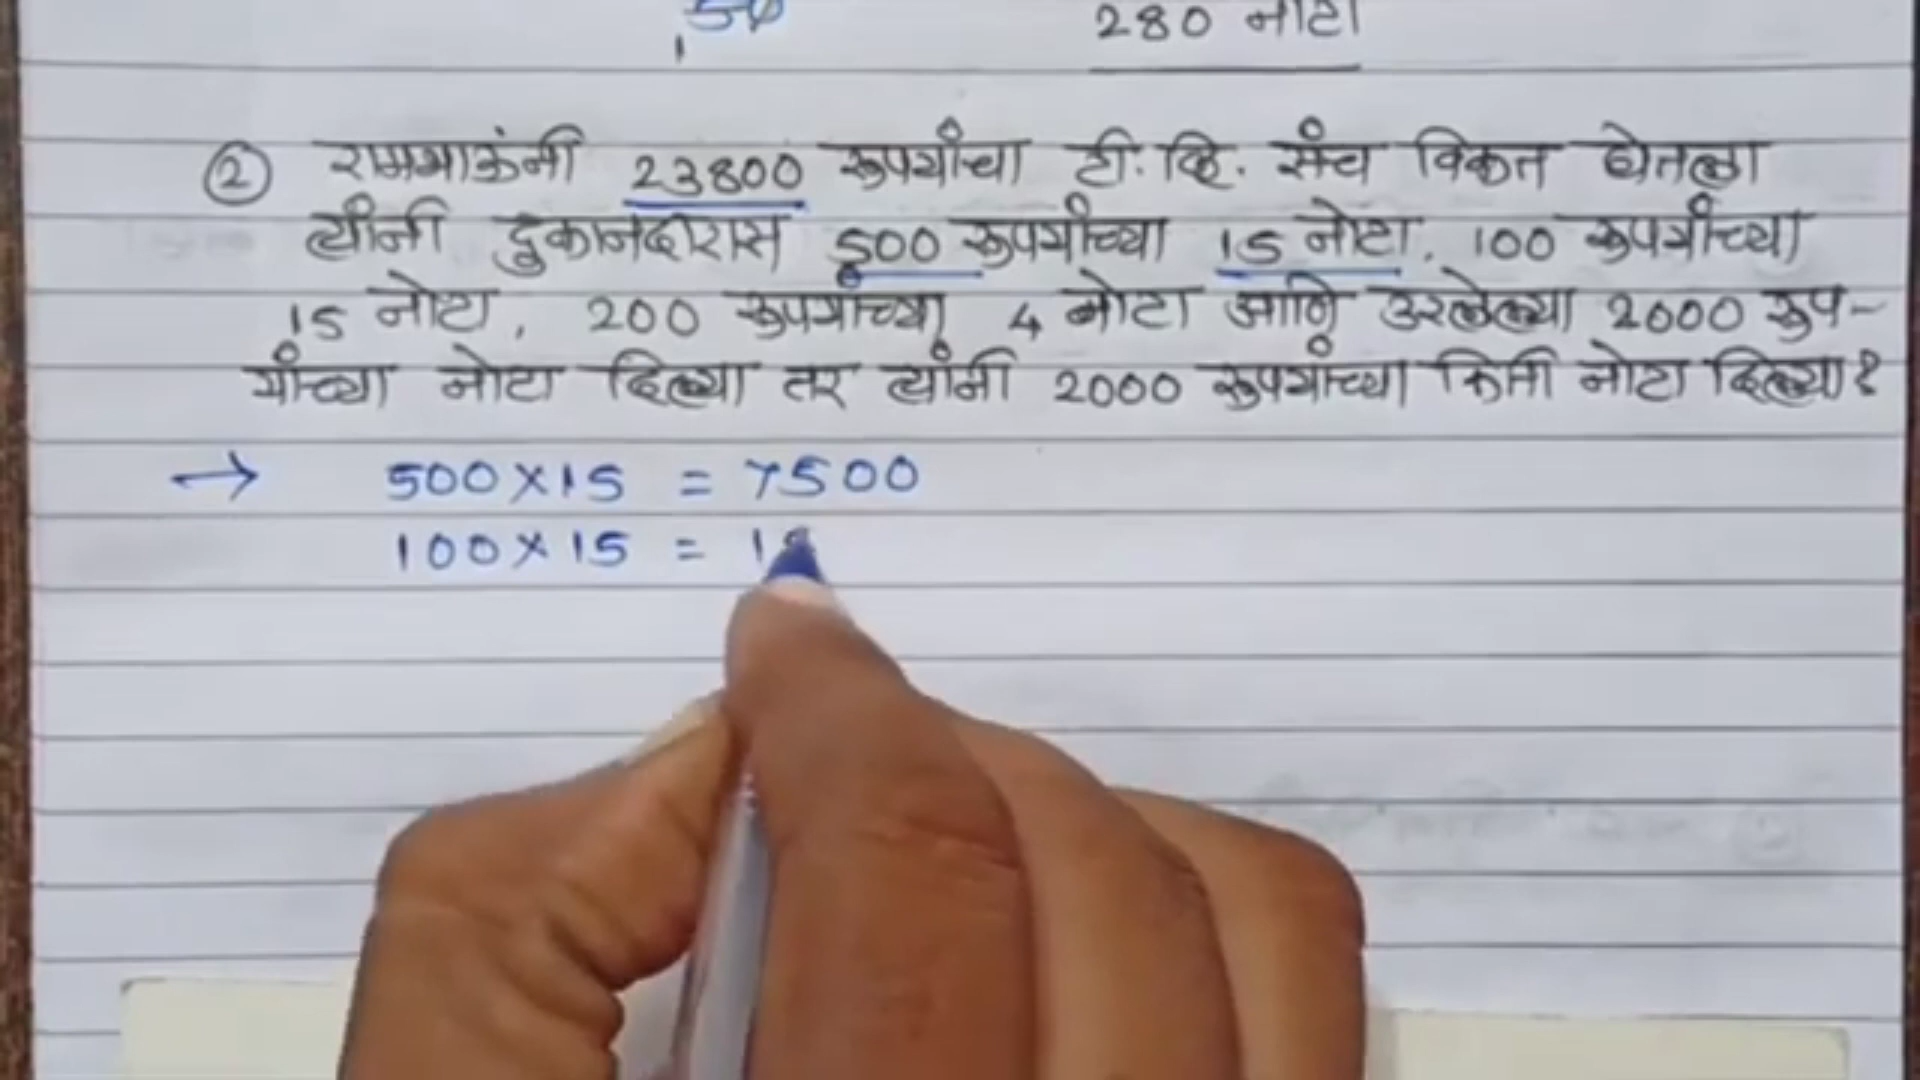 280 नोटा
② रामभाऊंनी 23800 रुपयांचा टी. व्हि. संच विकत घेतला
त्यांनी दुकानदारास 500 रुपयांच्या 15 नोटा, 100 रुपयांच्या
15 नोटा, 200 रुपयांच्या 4 नोटा आणि उरलेल्या 2000 रुप-
यांच्या नोटा दिल्या तर त्यांनी 2000 रुपयांच्या किती नोटा दिल्या?
→ 500×15 = 7500
100×15 = 1